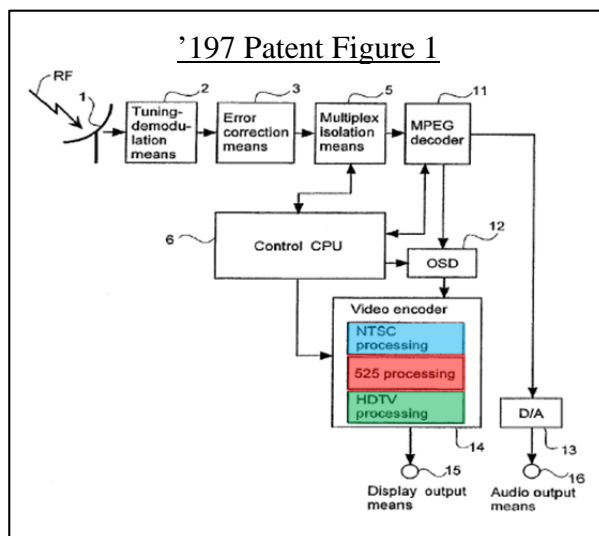 ’197 Patent Figure 1
RF
1
2
3
5
11
Tuning-
demodu-
lation
means
Error
correction
means
Multiplex
isolation
means
MPEG
decoder
6
Control CPU
12
OSD
Video encoder
NTSC
processing
525 processing
HDTV
processing
14
D/A
13
15
16
Display output
means
Audio output
means